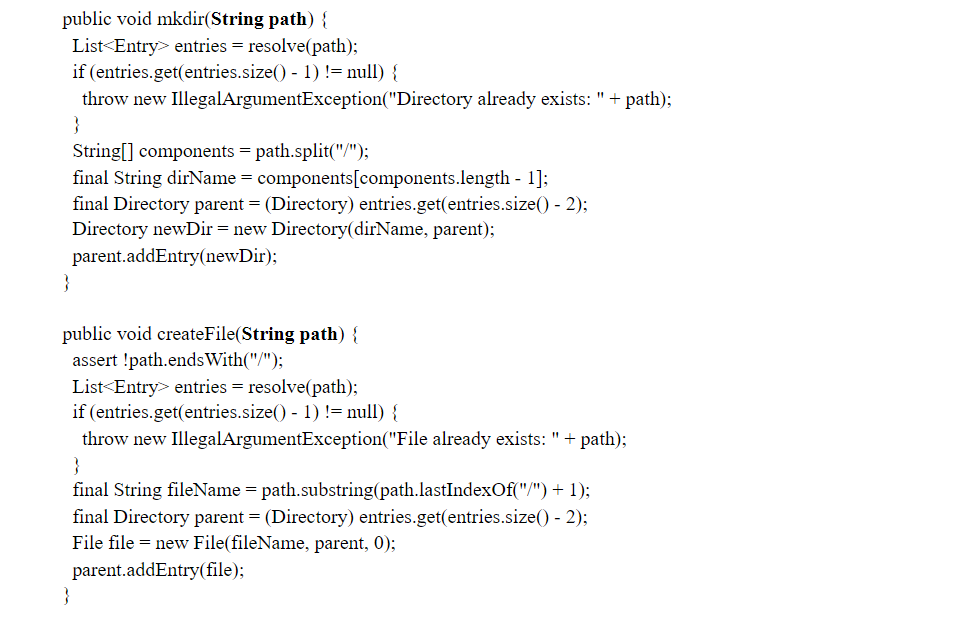 public void mkdir(String path) {
List<Entry> entries = resolve(path);
if (entries.get(entries.size() - 1) != null) {
throw new IllegalArgumentException("Directory already exists: " + path);
}
String[] components = path.split("/");
final String dirName = components[components.length - 1];
final Directory parent = (Directory) entries.get(entries.size() - 2);
Directory newDir = new Directory(dirName, parent);
parent.addEntry(newDir);
}
public void createFile(String path) {
assert !path.endsWith("/");
List<Entry> entries = resolve(path);
if (entries.get(entries.size() - 1) != null) {
throw new IllegalArgumentException("File already exists: " + path);
}
final String fileName = path.substring(path.lastIndexOf("/") + 1);
final Directory parent = (Directory) entries.get(entries.size() - 2);
File file = new File(fileName, parent, 0);
parent.addEntry(file);
}